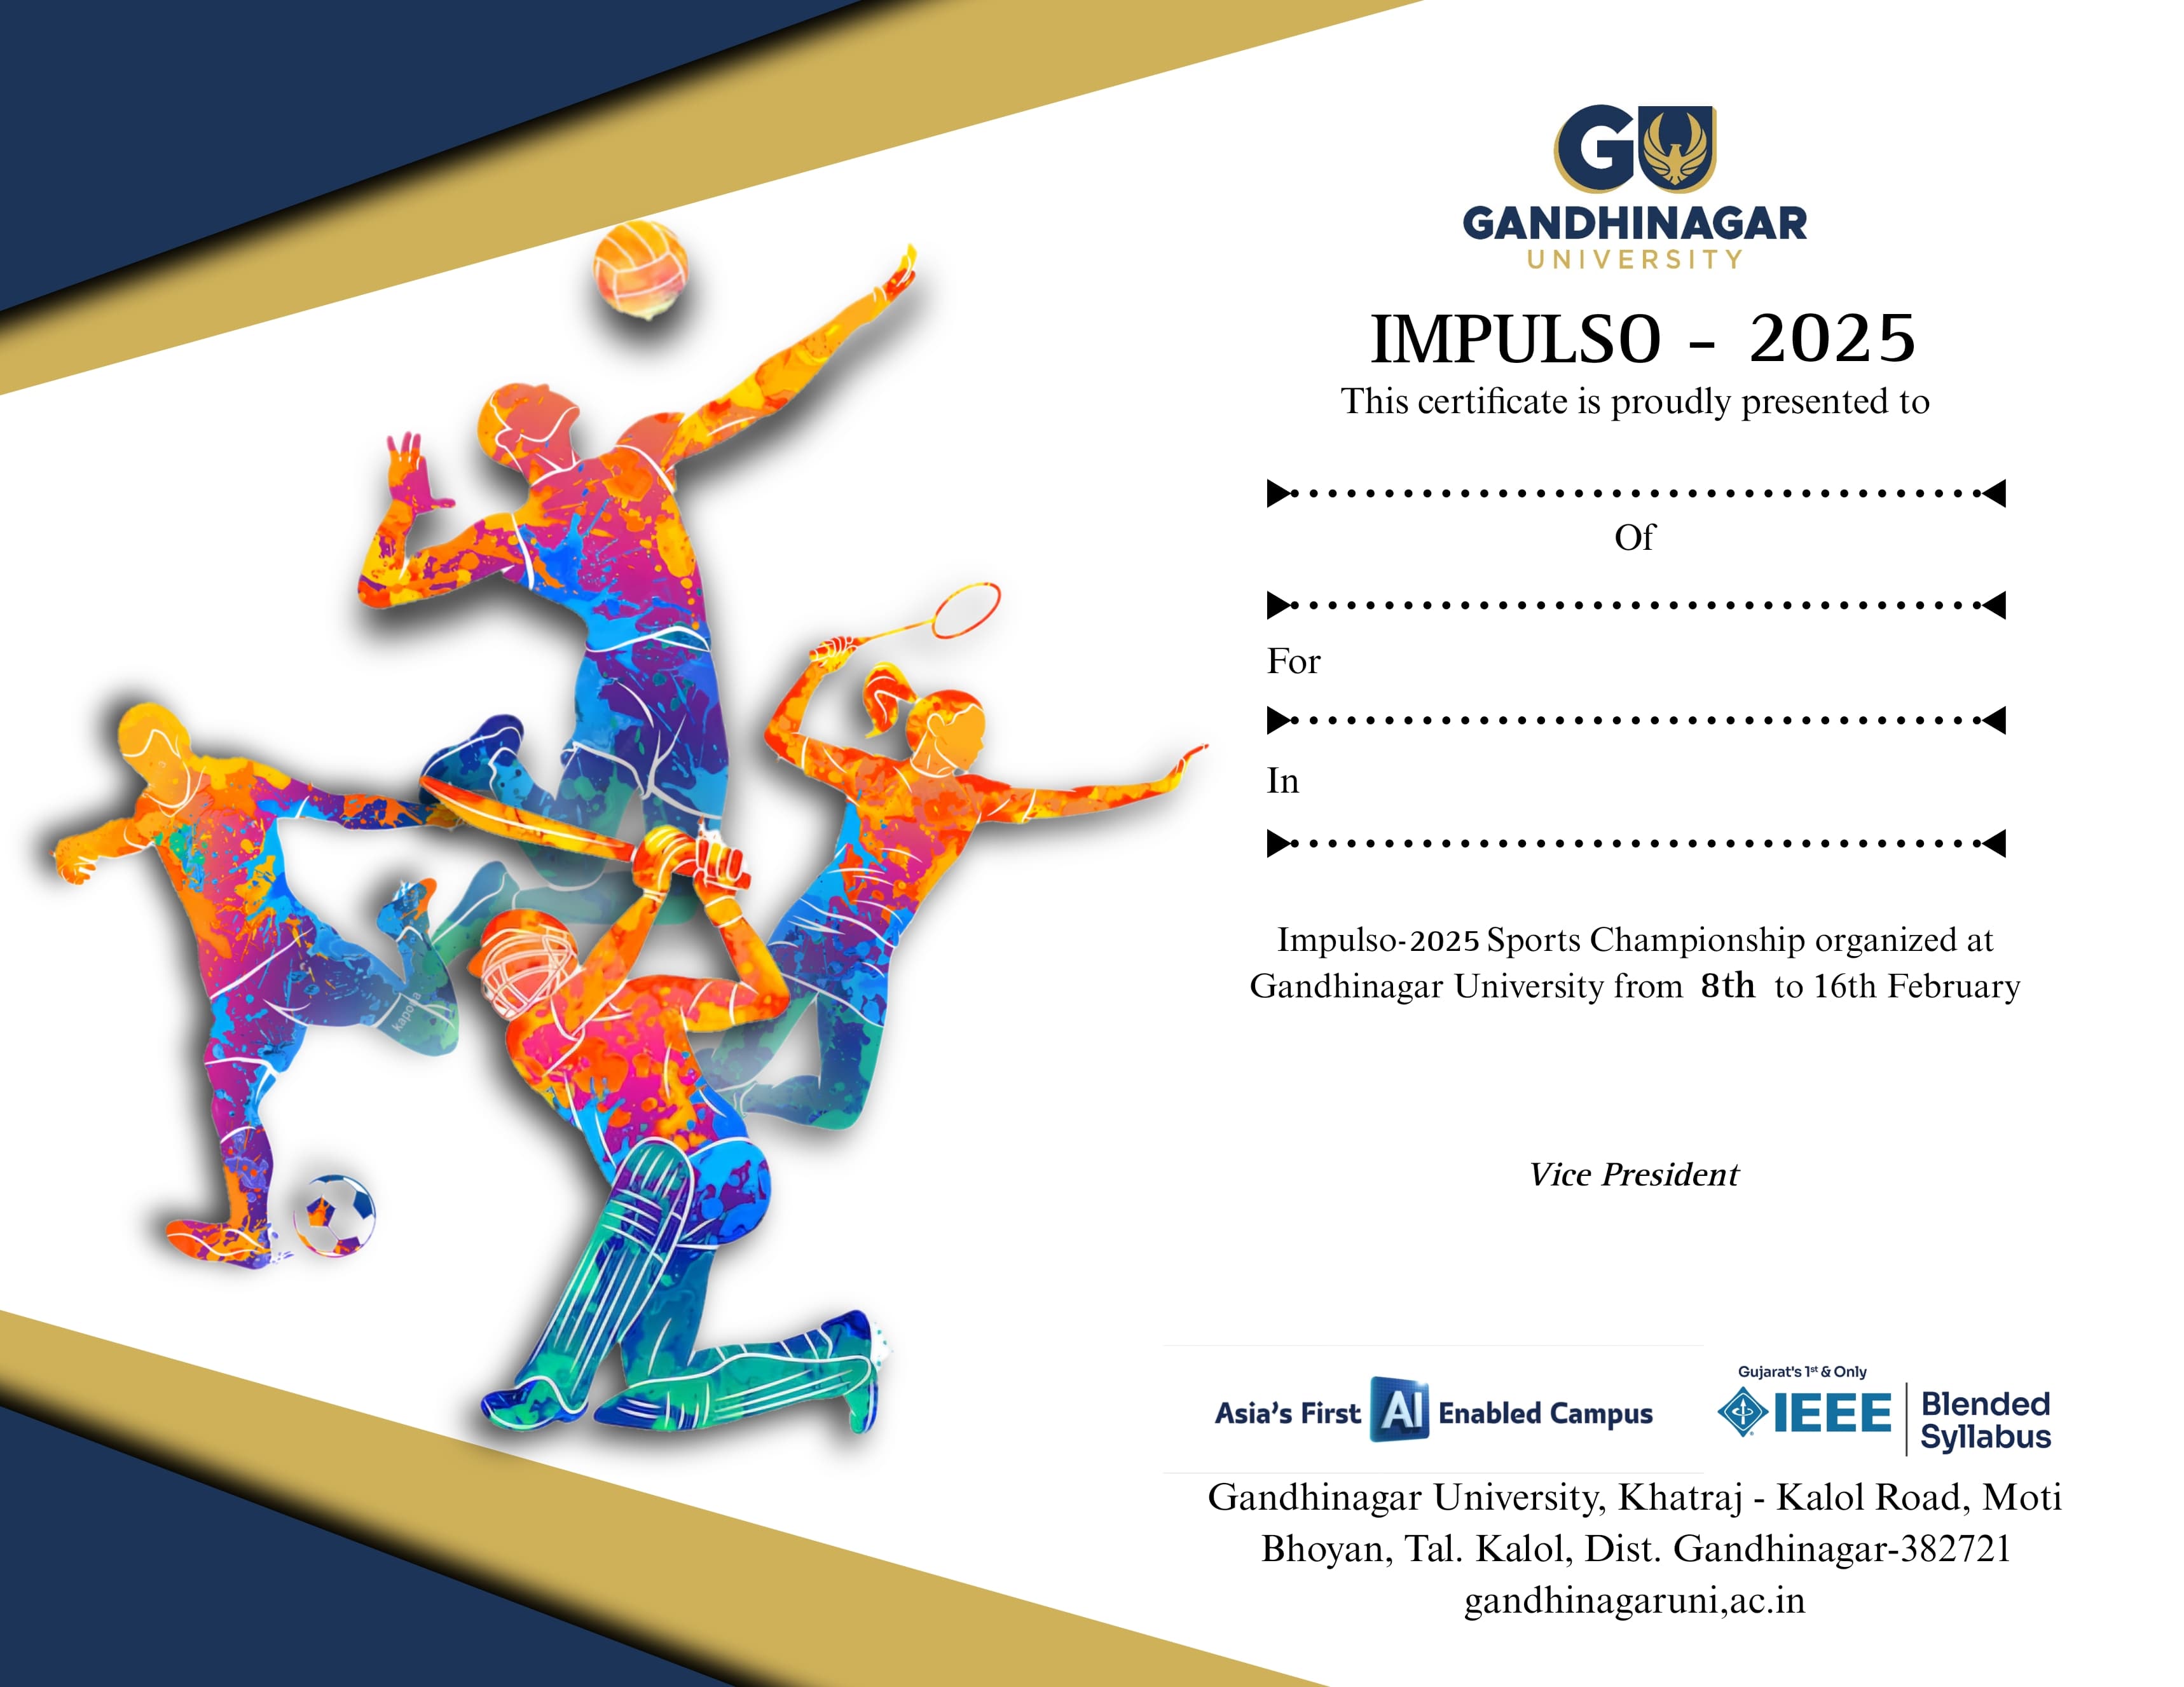 GU
GANDHINAGAR
UNIVERSITY
IMPULSO - 2025
This certificate is proudly presented to
Of
For
In
Impulso-2025 Sports Championship organized at
Gandhinagar University from 8th to 16th February
Vice President
kapooła
Asia's First AI Enabled Campus
Gujarat's 1st & Only
IEEE
Blended
Syllabus
Gandhinagar University, Khatraj - Kalol Road, Moti
Bhoyan, Tal. Kalol, Dist. Gandhinagar-382721
gandhinagaruni,ac.in